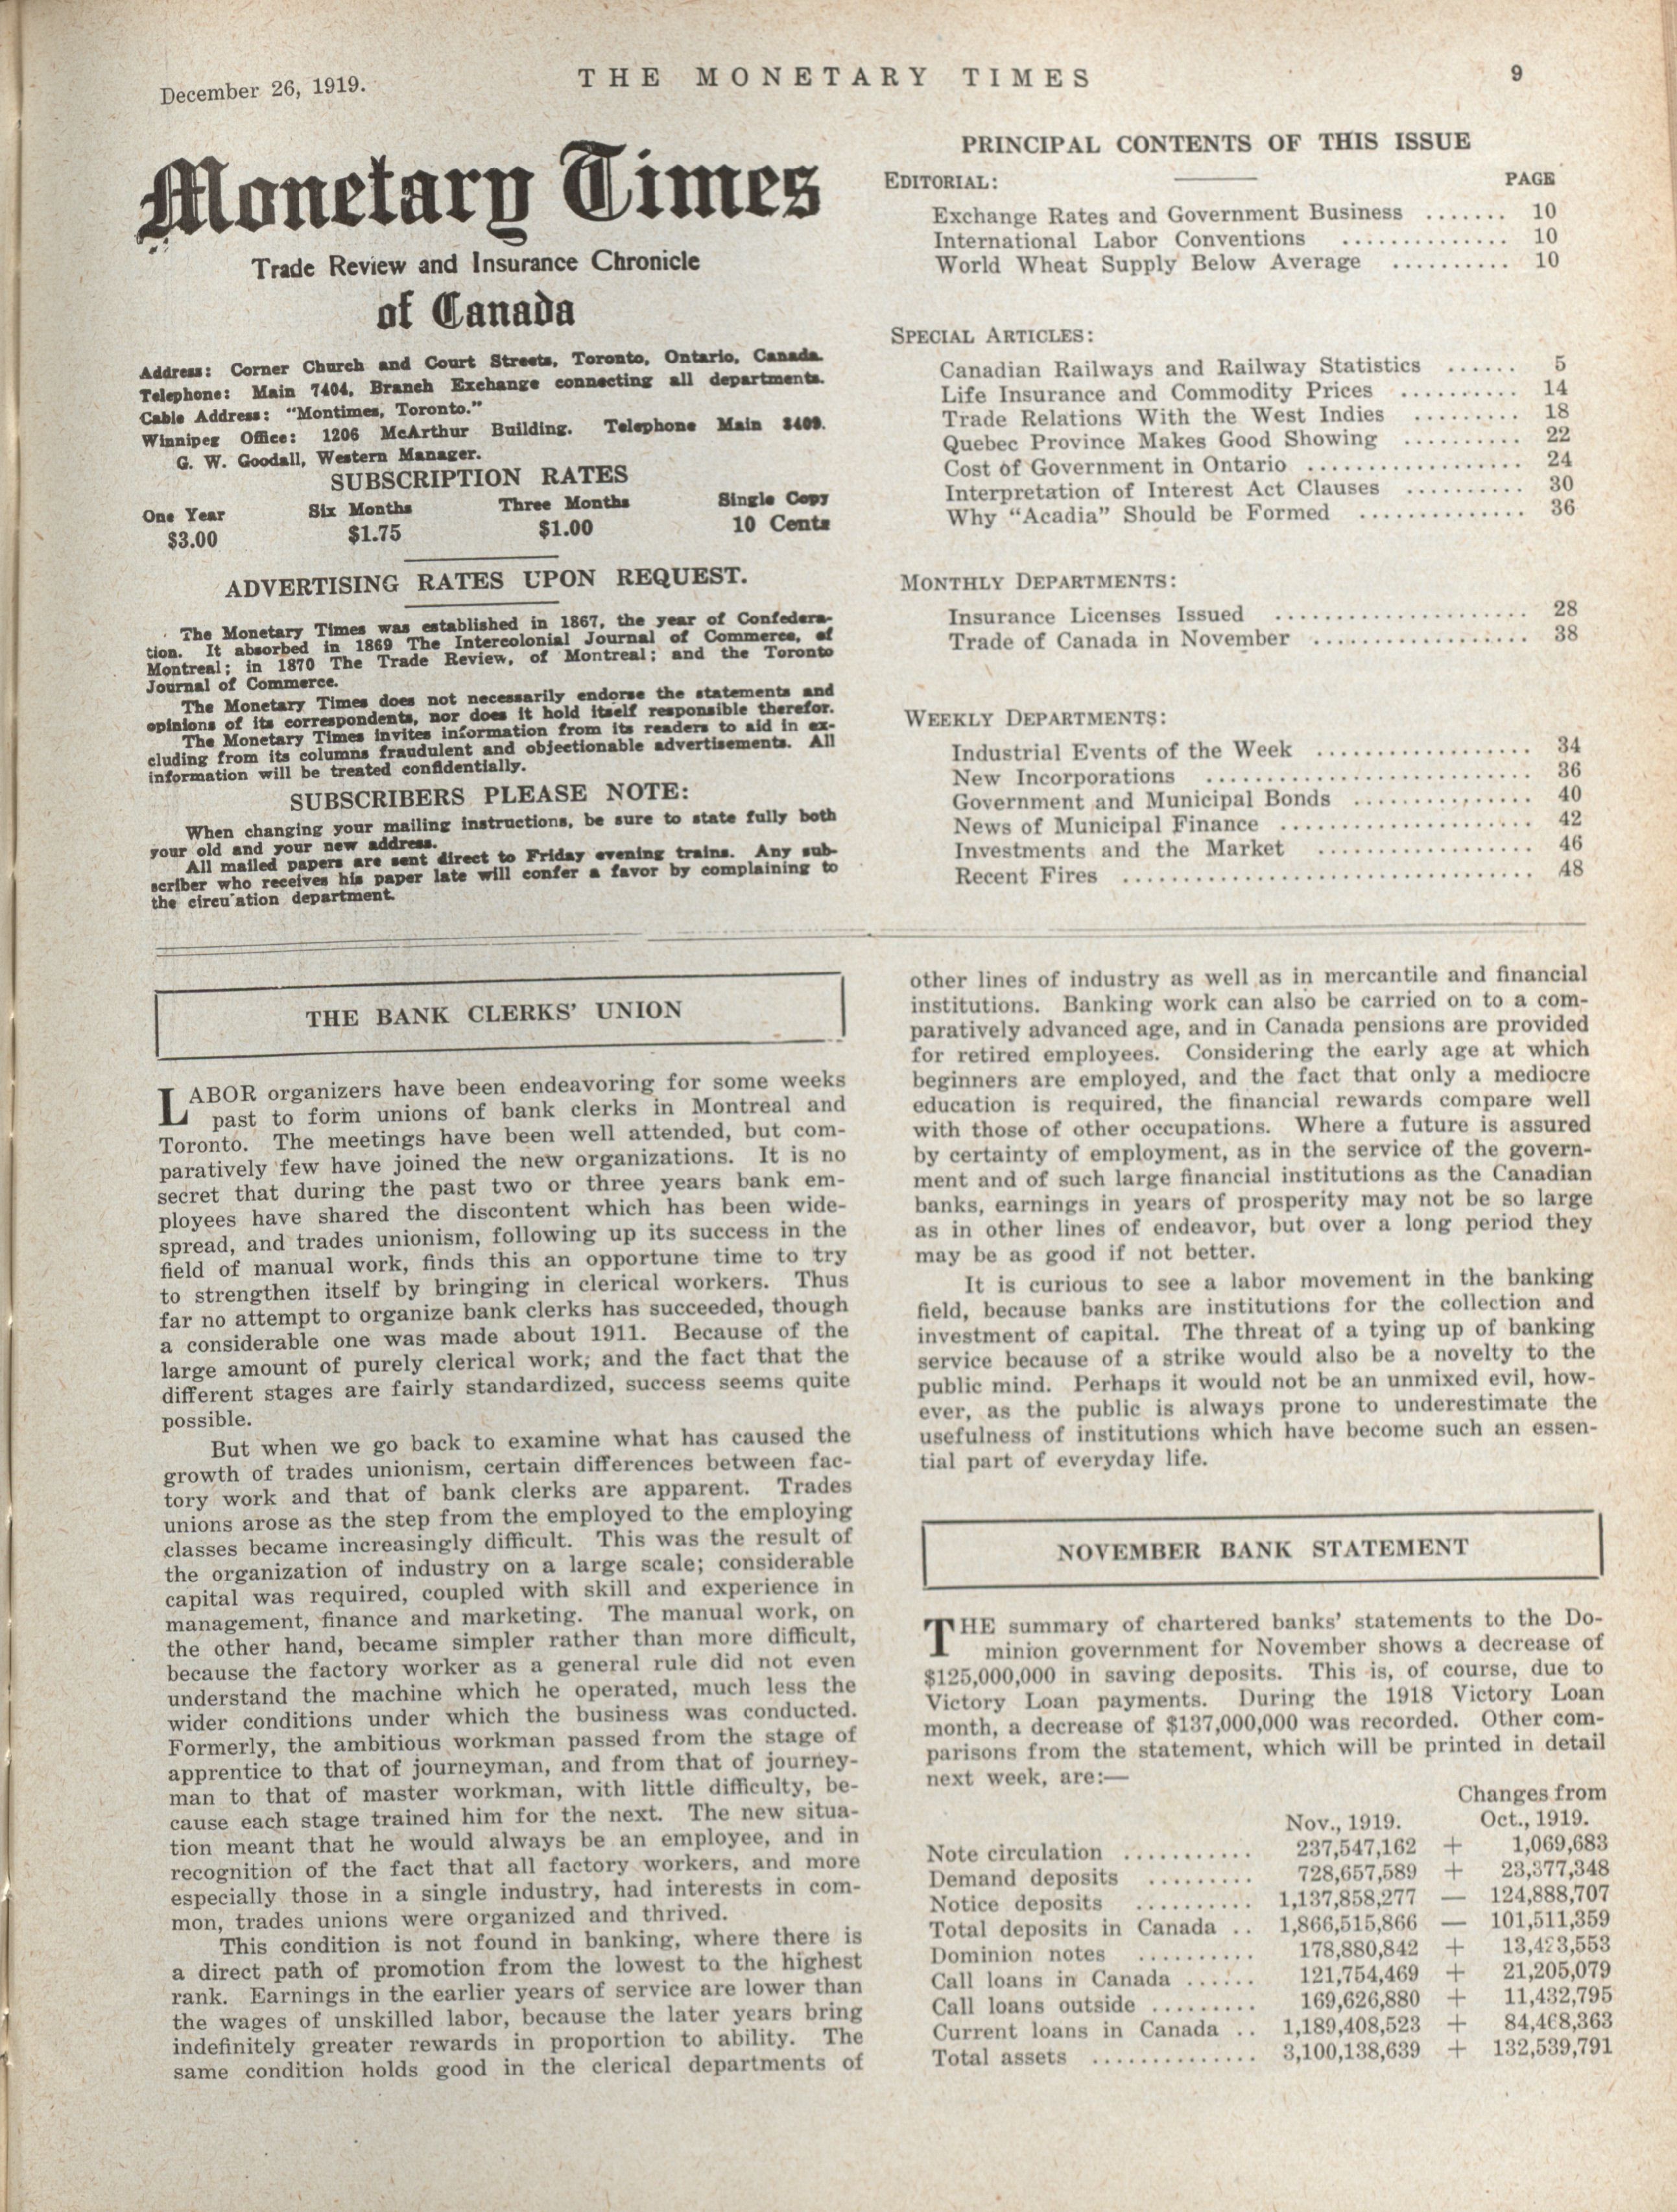 December 26, 1919.
THE MONETARY TIMES
9
Monetary Times
Trade Review and Insurance Chronicle
of Canada
Address: Corner Church and Court Streets, Toronto, Ontario, Canada.
Telephone: Main 7404, Branch Exchange connecting all departments.
Cable Address: "Montimes, Toronto."
Winnipeg Office: 1206 McArthur Building. Telephone Main 3409.
G. W. Goodall, Western Manager.
SUBSCRIPTION RATES
One Year Six Months Three Months Single Copy
$3.00 $1.75 $1.00 10 Cents
ADVERTISING RATES UPON REQUEST.
The Monetary Times was established in 1867, the year of Confedera-
tion. It absorbed in 1869 The Intercolonial Journal of Commerce, of
Montreal; in 1870 The Trade Review, of Montreal; and the Toronto
Journal of Commerce.
The Monetary Times does not necessarily endorse the statements and
opinions of its correspondents, nor does it hold itself responsible therefor.
The Monetary Times invites information from its readers to aid in ex-
cluding from its columns fraudulent and objectionable advertisements. All
information will be treated confidentially.
SUBSCRIBERS PLEASE NOTE:
When changing your mailing instructions, be sure to state fully both
your old and your new address.
All mailed papers are sent direct to Friday evening trains. Any sub-
scriber who receives his paper late will confer a favor by complaining to
the circu'ation department.
PRINCIPAL CONTENTS OF THIS ISSUE
EDITORIAL: PAGE
Exchange Rates and Government Business ....... 10
International Labor Conventions .............. 10
World Wheat Supply Below Average .......... 10
SPECIAL ARTICLES:
Canadian Railways and Railway Statistics ...... 5
Life Insurance and Commodity Prices ........... 14
Trade Relations With the West Indies ......... 18
Quebec Province Makes Good Showing .......... 22
Cost of Government in Ontario .................. 24
Interpretation of Interest Act Clauses .......... 30
Why "Acadia" Should be Formed .............. 36
MONTHLY DEPARTMENTS:
Insurance Licenses Issued ..................... 28
Trade of Canada in November .................. 38
WEEKLY DEPARTMENTS:
Industrial Events of the Week .................. 34
New Incorporations ........................... 36
Government and Municipal Bonds ............... 40
News of Municipal Finance ..................... 42
Investments and the Market .................. 46
Recent Fires .................................. 48
THE BANK CLERKS' UNION
LABOR organizers have been endeavoring for some weeks
past to form unions of bank clerks in Montreal and
Toronto. The meetings have been well attended, but com-
paratively few have joined the new organizations. It is no
secret that during the past two or three years bank em-
ployees have shared the discontent which has been wide-
spread, and trades unionism, following up its success in the
field of manual work, finds this an opportune time to try
to strengthen itself by bringing in clerical workers. Thus
far no attempt to organize bank clerks has succeeded, though
a considerable one was made about 1911. Because of the
large amount of purely clerical work, and the fact that the
different stages are fairly standardized, success seems quite
possible.
But when we go back to examine what has caused the
growth of trades unionism, certain differences between fac-
tory work and that of bank clerks are apparent. Trades
unions arose as the step from the employed to the employing
classes became increasingly difficult. This was the result of
the organization of industry on a large scale; considerable
capital was required, coupled with skill and experience in
management, finance and marketing. The manual work, on
the other hand, became simpler rather than more difficult,
because the factory worker as a general rule did not even
understand the machine which he operated, much less the
wider conditions under which the business was conducted.
Formerly, the ambitious workman passed from the stage of
apprentice to that of journeyman, and from that of journey-
man to that of master workman, with little difficulty, be-
cause each stage trained him for the next. The new situa-
tion meant that he would always be an employee, and in
recognition of the fact that all factory workers, and more
especially those in a single industry, had interests in com-
mon, trades unions were organized and thrived.
This condition is not found in banking, where there is
a direct path of promotion from the lowest to the highest
rank. Earnings in the earlier years of service are lower than
the wages of unskilled labor, because the later years bring
indefinitely greater rewards in proportion to ability. The
same condition holds good in the clerical departments of
other lines of industry as well as in mercantile and financial
institutions. Banking work can also be carried on to a com-
paratively advanced age, and in Canada pensions are provided
for retired employees. Considering the early age at which
beginners are employed, and the fact that only a mediocre
education is required, the financial rewards compare well
with those of other occupations. Where a future is assured
by certainty of employment, as in the service of the govern-
ment and of such large financial institutions as the Canadian
banks, earnings in years of prosperity may not be so large
as in other lines of endeavor, but over a long period they
may be as good if not better.
It is curious to see a labor movement in the banking
field, because banks are institutions for the collection and
investment of capital. The threat of a tying up of banking
service because of a strike would also be a novelty to the
public mind. Perhaps it would not be an unmixed evil, how-
ever, as the public is always prone to underestimate the
usefulness of institutions which have become such an essen-
tial part of everyday life.
NOVEMBER BANK STATEMENT
THE summary of chartered banks' statements to the Do-
minion government for November shows a decrease of
$125,000,000 in saving deposits. This is, of course, due to
Victory Loan payments. During the 1918 Victory Loan
month, a decrease of $137,000,000 was recorded. Other com-
parisons from the statement, which will be printed in detail
next week, are:—
Changes from
Nov., 1919. Oct., 1919.
Note circulation ........... 237,547,162 + 1,069,683
Demand deposits ......... 728,657,589 + 23,377,348
Notice deposits .......... 1,137,858,277 — 124,888,707
Total deposits in Canada .. 1,866,515,866 — 101,511,359
Dominion notes .......... 178,880,842 + 13,423,553
Call loans in Canada ...... 121,754,469 + 21,205,079
Call loans outside ......... 169,626,880 + 11,432,795
Current loans in Canada .. 1,189,408,523 + 84,468,363
Total assets .............. 3,100,138,639 + 132,539,791